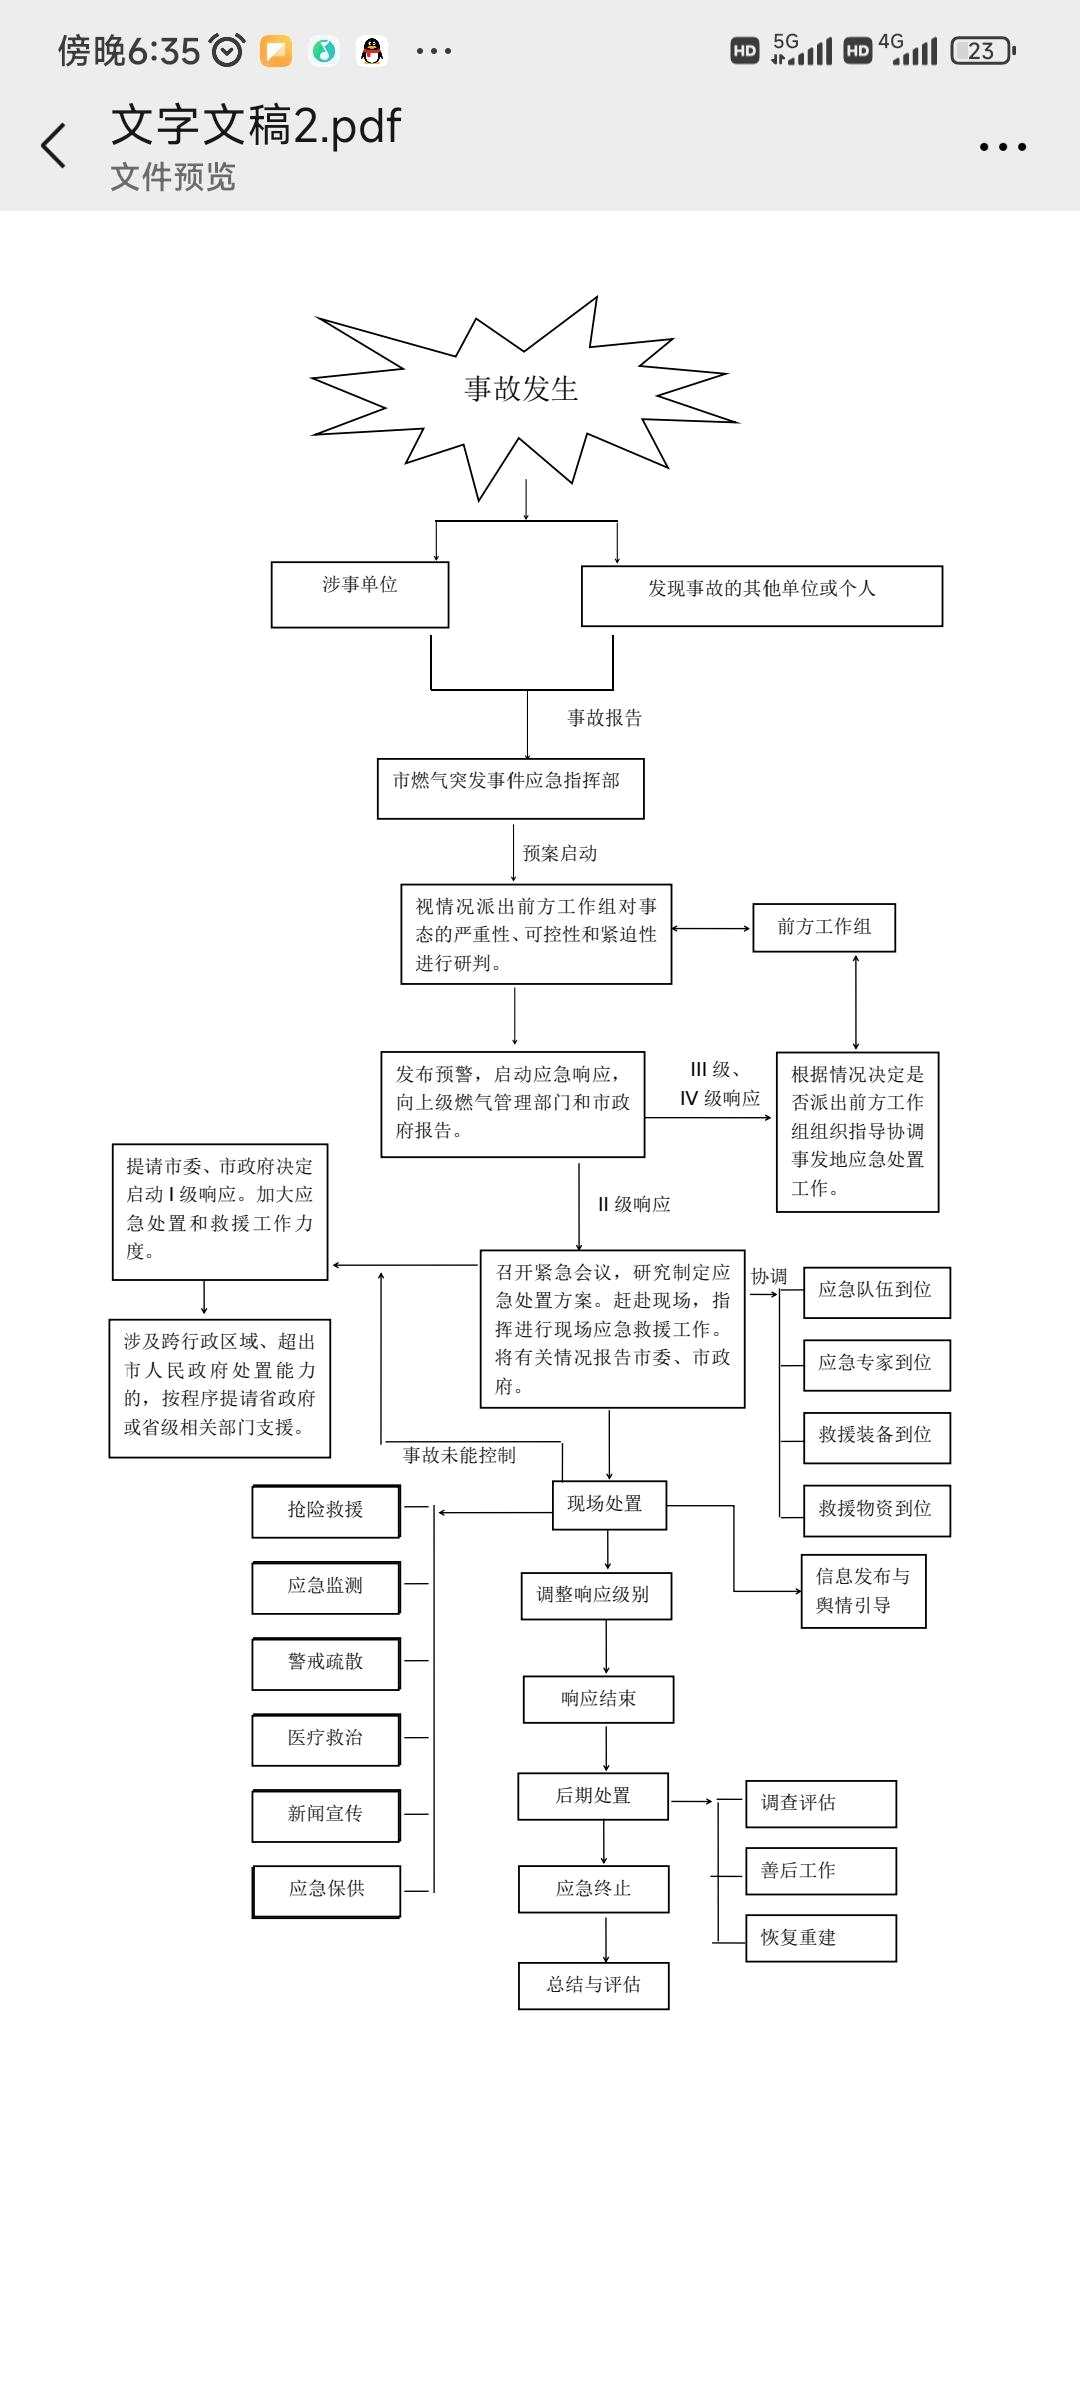 傍晚6:35
HD 5G HD 4G 23
文字文稿2.pdf
文件预览
事故发生
涉事单位
发现事故的其他单位或个人
事故报告
市燃气突发事件应急指挥部
预案启动
视情况派出前方工作组对事
态的严重性、可控性和紧迫性
进行研判。
前方工作组
发布预警，启动应急响应，
向上级燃气管理部门和市政
府报告。
III 级、
IV 级响应
根据情况决定是
否派出前方工作
组组织指导协调
事发地应急处置
工作。
提请市委、市政府决定
启动 I 级响应。加大应
急处置和救援工作力
度。
II 级响应
召开紧急会议，研究制定应
急处置方案。赶赴现场，指
挥进行现场应急救援工作。
将有关情况报告市委、市政
府。
协调
应急队伍到位
应急专家到位
救援装备到位
救援物资到位
涉及跨行政区域、超出
市人民政府处置能力
的，按程序提请省政府
或省级相关部门支援。
事故未能控制
现场处置
信息发布与
舆情引导
抢险救援
应急监测
警戒疏散
医疗救治
新闻宣传
应急保供
调整响应级别
响应结束
后期处置
调查评估
善后工作
恢复重建
应急终止
总结与评估